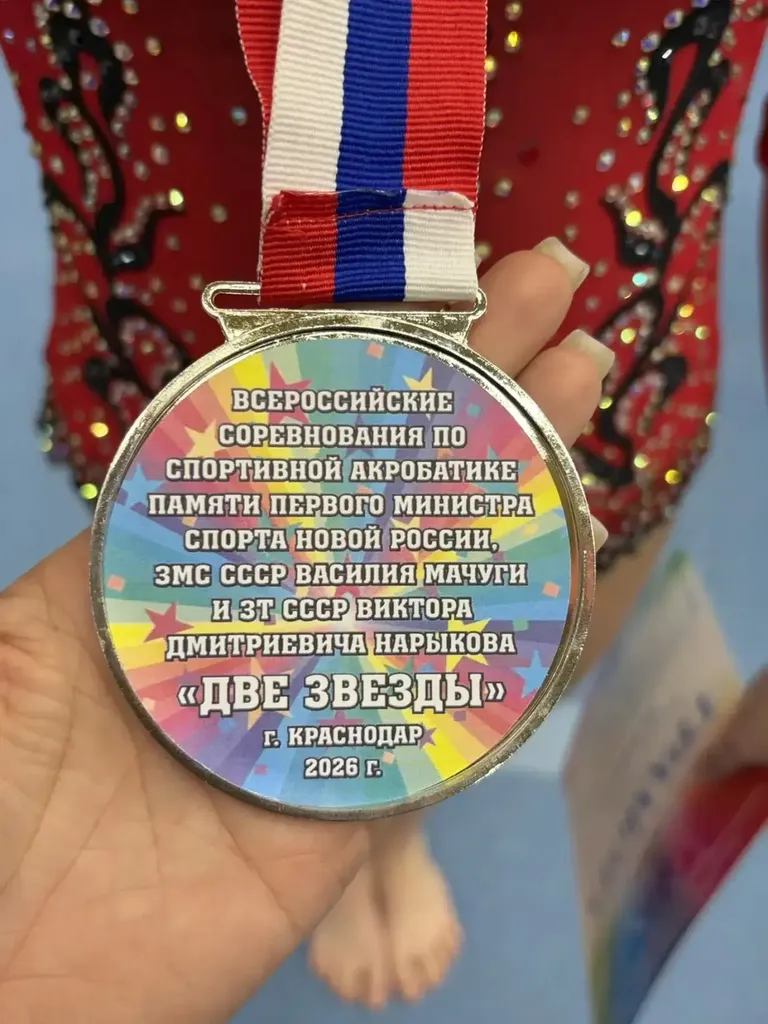 ВСЕРОССИЙСКИЕ
СОРЕВНОВАНИЯ ПО
СПОРТИВНОЙ АКРОБАТИКЕ
ПАМЯТИ ПЕРВОГО МИНИСТРА
СПОРТА НОВОЙ РОССИИ,
ЗМС СССР ВАСИЛИЯ МАЧУГИ
И ЗТ СССР ВИКТОРА
ДМИТРИЕВИЧА НАРЫКОВА
«ДВЕ ЗВЕЗДЫ»
г. КРАСНОДАР
2026 г.